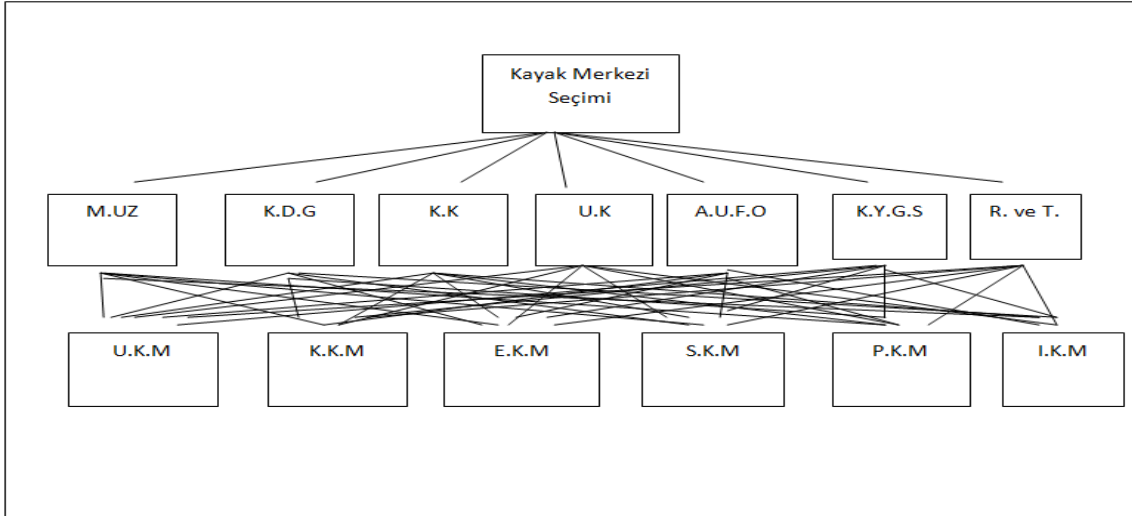 Kayak Merkezi
Seçimi
M.UZ
K.D.G
K.K
U.K
A.U.F.O
K.Y.G.S
R. ve T.
U.K.M
K.K.M
E.K.M
S.K.M
P.K.M
I.K.M